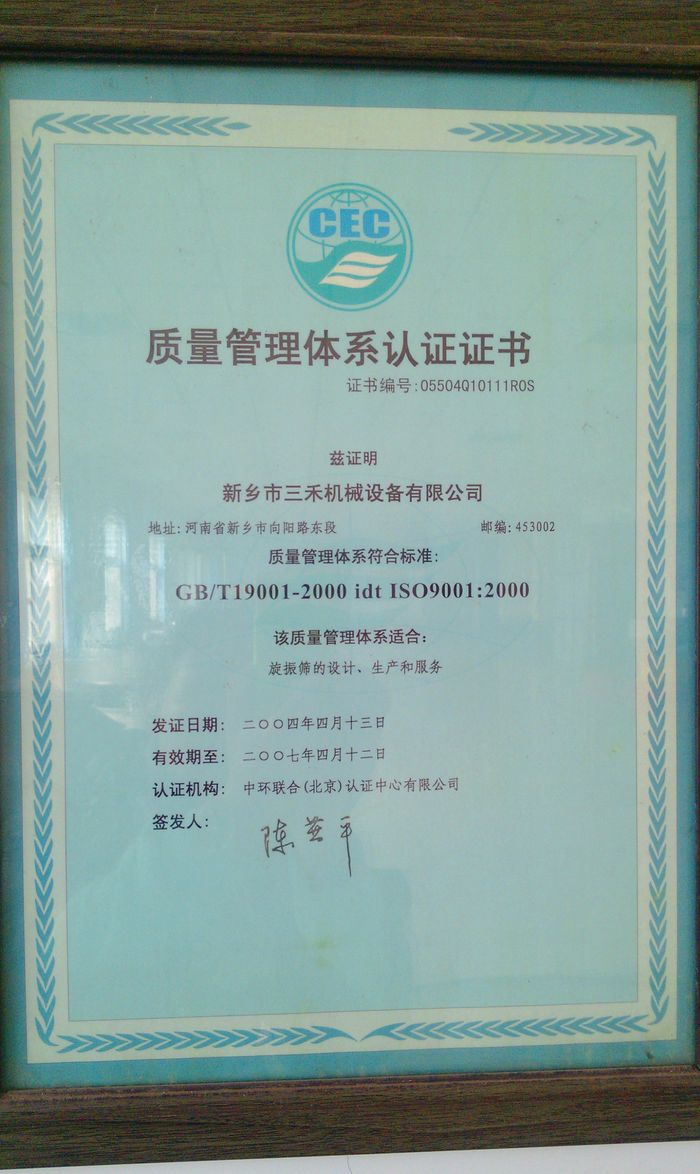 CEC
质量管理体系认证证书
证书编号:05504Q10111R0S
兹证明
新乡市三禾机械设备有限公司
地址:河南省新乡市向阳路东段 邮编:453002
质量管理体系符合标准:
GB/T19001-2000 idt ISO9001:2000
该质量管理体系适合:
旋振筛的设计、生产和服务
发证日期: 二〇〇四年四月十三日
有效期至: 二〇〇七年四月十二日
认证机构: 中环联合(北京)认证中心有限公司
签发人: